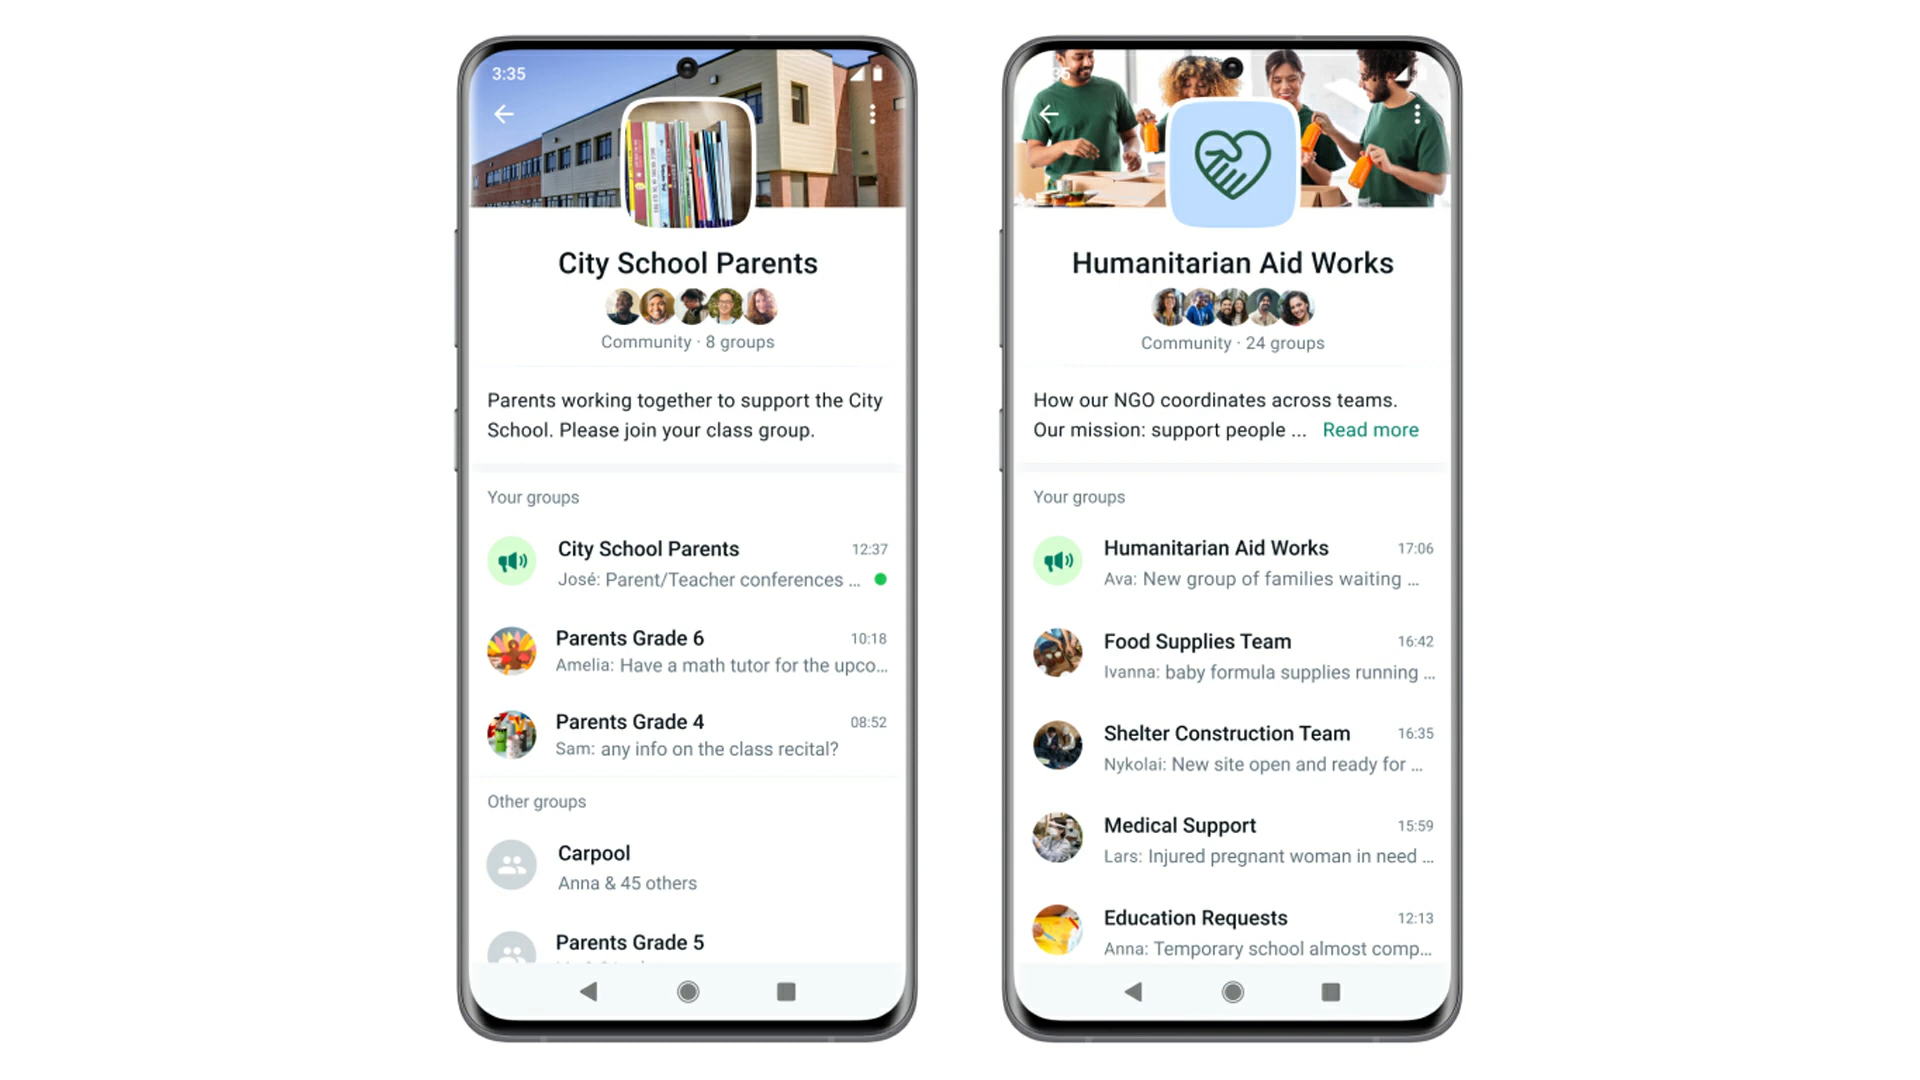 3:35
City School Parents
Community · 8 groups
Parents working together to support the City
School. Please join your class group.
Your groups
City School Parents 12:37
José: Parent/Teacher conferences ...
Parents Grade 6 10:18
Amelia: Have a math tutor for the upco...
Parents Grade 4 08:52
Sam: any info on the class recital?
Other groups
Carpool
Anna & 45 others
Parents Grade 5
Humanitarian Aid Works
Community · 24 groups
How our NGO coordinates across teams.
Our mission: support people ... Read more
Your groups
Humanitarian Aid Works 17:06
Ava: New group of families waiting ...
Food Supplies Team 16:42
Ivanna: baby formula supplies running ...
Shelter Construction Team 16:35
Nykolai: New site open and ready for ...
Medical Support 15:59
Lars: Injured pregnant woman in need ...
Education Requests 12:13
Anna: Temporary school almost comp...